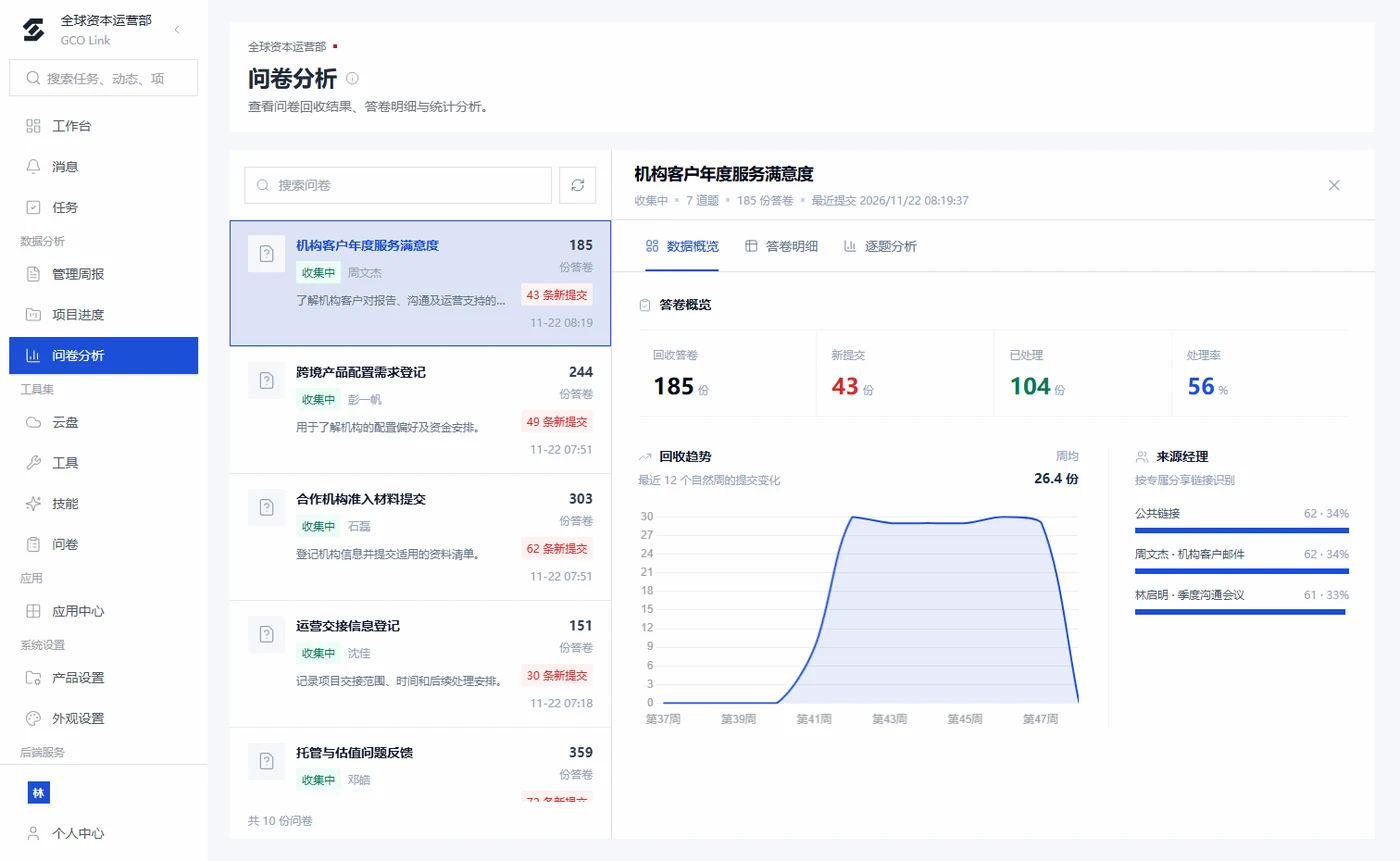 全球资本运营部
GCO Link
搜索任务、动态、项
工作台
消息
任务
数据分析
管理周报
项目进度
问卷分析
工具集
云盘
工具
技能
问卷
应用
应用中心
系统设置
产品设置
外观设置
后端服务
林
个人中心
全球资本运营部
问卷分析
查看问卷回收结果、答卷明细与统计分析。
搜索问卷
机构客户年度服务满意度 185
收集中 周文杰 份答卷
了解机构客户对报告、沟通及运营支持的... 43 条新提交
11-22 08:19
跨境产品配置需求登记 244
收集中 彭一帆 份答卷
用于了解机构的配置偏好及资金安排。 49 条新提交
11-22 07:51
合作机构准入材料提交 303
收集中 石磊 份答卷
登记机构信息并提交适用的资料清单。 62 条新提交
11-22 07:51
运营交接信息登记 151
收集中 沈佳 份答卷
记录项目交接范围、时间和后续处理安排。 30 条新提交
11-22 07:18
托管与估值问题反馈 359
收集中 邓皓 份答卷
共 10 份问卷
机构客户年度服务满意度
收集中 7 道题 185 份答卷 最近提交 2026/11/22 08:19:37
数据概览 答卷明细 逐题分析
答卷概览
回收答卷 新提交 已处理 处理率
185 份 43 份 104 份 56 %
回收趋势 周均
最近 12 个自然周的提交变化 26.4 份
30
27
24
21
18
15
12
9
6
3
0
第37周 第39周 第41周 第43周 第45周 第47周
来源经理
按专属分享链接识别
公共链接 62 · 34%
周文杰 · 机构客户邮件 62 · 34%
林启明 · 季度沟通会议 61 · 33%